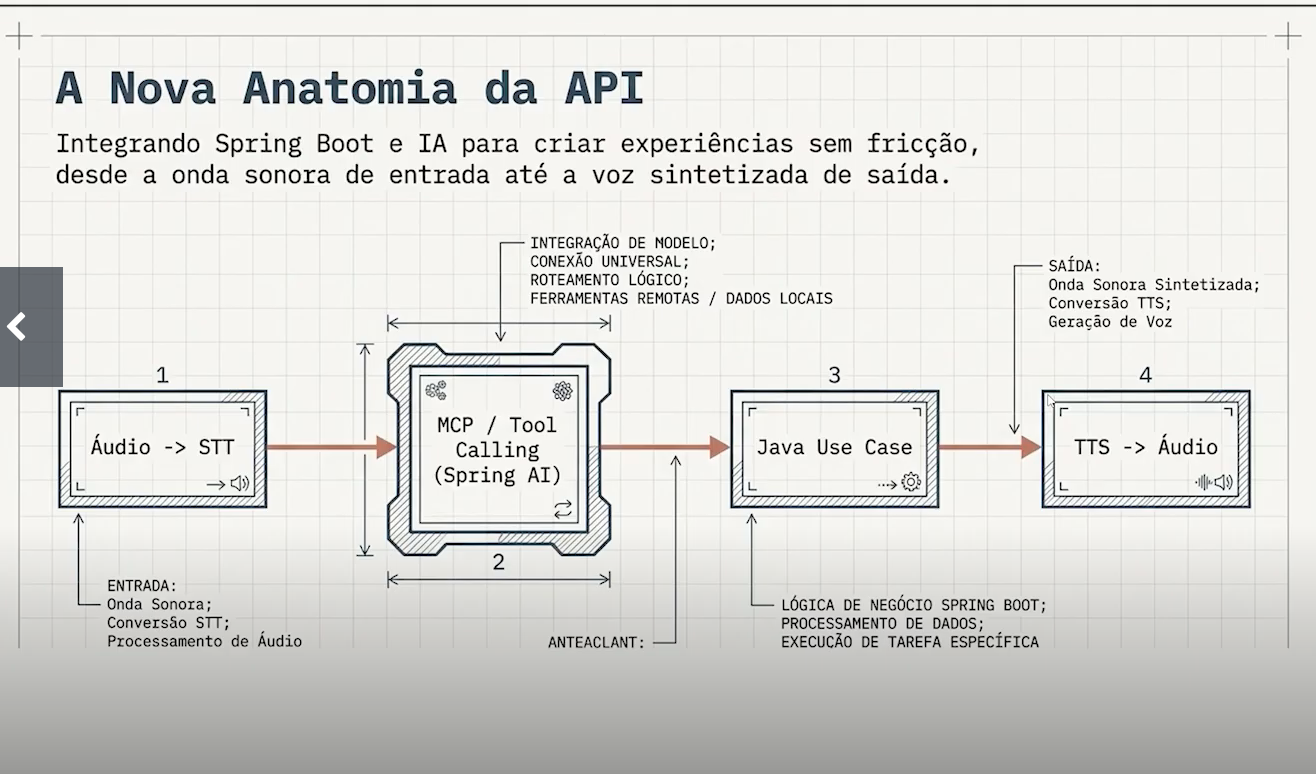 A Nova Anatomia da API
Integrando Spring Boot e IA para criar experiências sem fricção,
desde a onda sonora de entrada até a voz sintetizada de saída.
INTEGRAÇÃO DE MODELO;
CONEXÃO UNIVERSAL;
ROTEAMENTO LÓGICO;
FERRAMENTAS REMOTAS / DADOS LOCAIS
SAÍDA:
Onda Sonora Sintetizada;
Conversão TTS;
Geração de Voz
1
Áudio -> STT
MCP / Tool
Calling
(Spring AI)
2
3
Java Use Case
4
TTS -> Áudio
ENTRADA:
Onda Sonora;
Conversão STT;
Processamento de Áudio
ANTEACLANT:
LÓGICA DE NEGÓCIO SPRING BOOT;
PROCESSAMENTO DE DADOS;
EXECUÇÃO DE TAREFA ESPECÍFICA